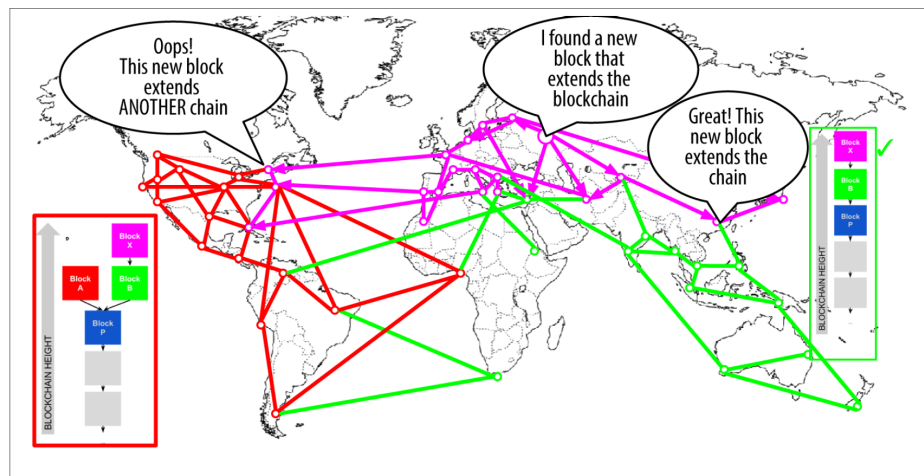 Oops!
This new block
extends
ANOTHER chain
I found a new
block that
extends the
blockchain
Great! This
new block
extends the
chain
BLOCKCHAIN HEIGHT
Block
X
Block
A
Block
B
Block
P
BLOCKCHAIN HEIGHT
Block
X
Block
B
Block
P